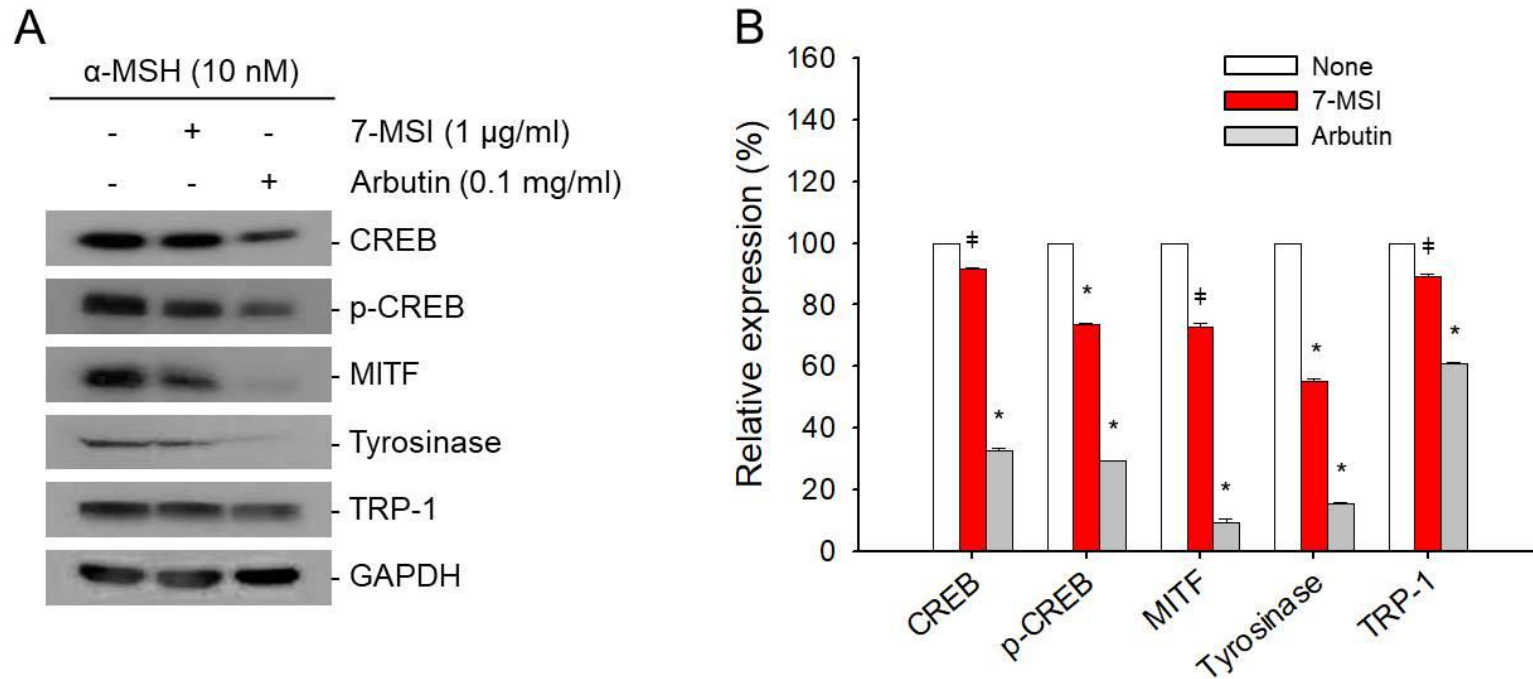 A
α-MSH (10 nM)
- + - 7-MSI (1 µg/ml)
- - + Arbutin (0.1 mg/ml)
- CREB
- p-CREB
- MITF
- Tyrosinase
- TRP-1
- GAPDH
B
Relative expression (%)
160
140
120
100
80
60
40
20
0
None
7-MSI
Arbutin
ǂ * ǂ * ǂ
* * * * *
CREB
p-CREB
MITF
Tyrosinase
TRP-1